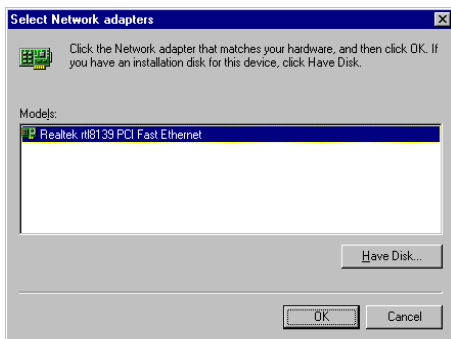 Select Network adapters
Click the Network adapter that matches your hardware, and then click OK. If
you have an installation disk for this device, click Have Disk.
Models:
Realtek rtl8139 PCI Fast Ethernet
Have Disk...
OK
Cancel